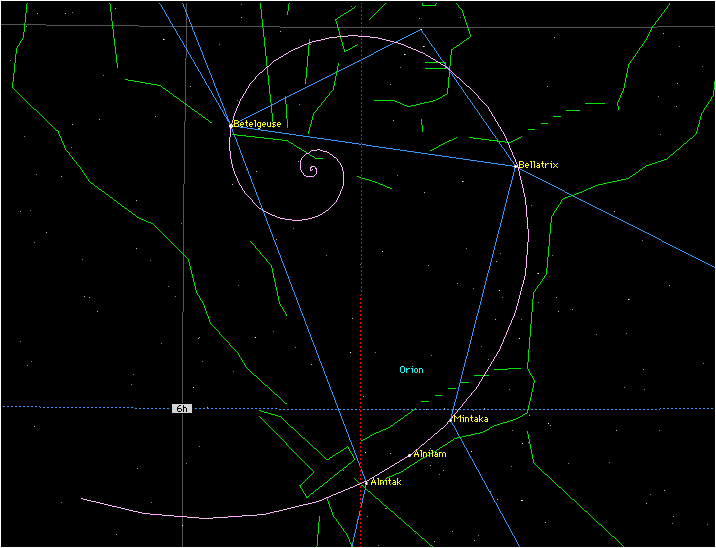 Betelgeuse
Bellatrix
Orion
6h
Mintaka
Alnilam
Alnitak